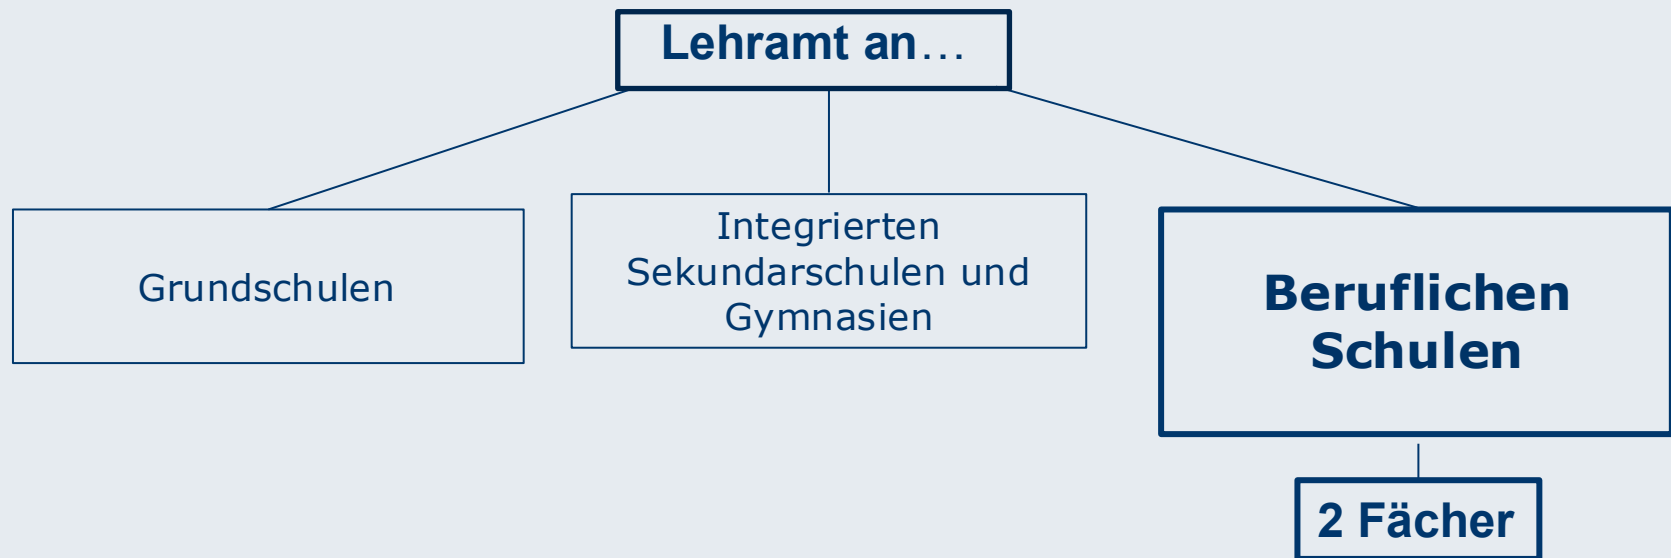 Lehramt an…
Grundschulen
Integrierten
Sekundarschulen und
Gymnasien
Beruflichen
Schulen
2 Fächer